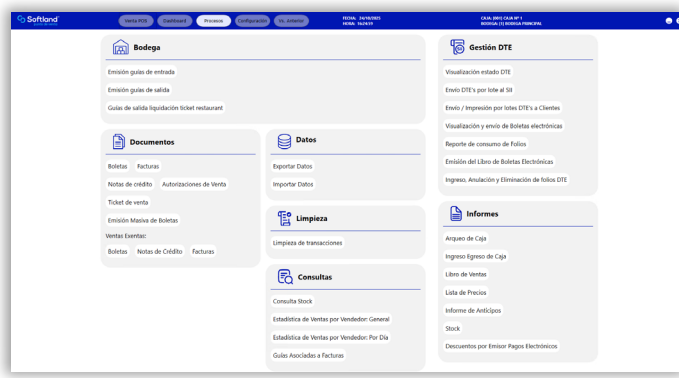 Softland
Venta POS Dashboard Procesos Configuración Vs. Anterior
FECHA: 24/10/2025
HORA: 16:24:19
CAJA: (001) CAJA Nº 1
BODEGA: (1) BODEGA PRINCIPAL
Bodega
Emisión guías de entrada
Emisión guías de salida
Guías de salida liquidación ticket restaurant
Documentos
Boletas Facturas
Notas de crédito Autorizaciones de Venta
Ticket de venta
Emisión Masiva de Boletas
Ventas Exentas:
Boletas Notas de Crédito Facturas
Datos
Exportar Datos
Importar Datos
Limpieza
Limpieza de transacciones
Consultas
Consulta Stock
Estadística de Ventas por Vendedor: General
Estadística de Ventas por Vendedor: Por Día
Guías Asociadas a Facturas
Gestión DTE
Visualización estado DTE
Envío DTE's por lote al SII
Envío / Impresión por lotes DTE's a Clientes
Visualización y envío de Boletas electrónicas
Reporte de consumo de Folios
Emisión del Libro de Boletas Electrónicas
Ingreso, Anulación y Eliminación de folios DTE
Informes
Arqueo de Caja
Ingreso Egreso de Caja
Libro de Ventas
Lista de Precios
Informe de Anticipos
Stock
Descuentos por Emisor Pagos Electrónicos